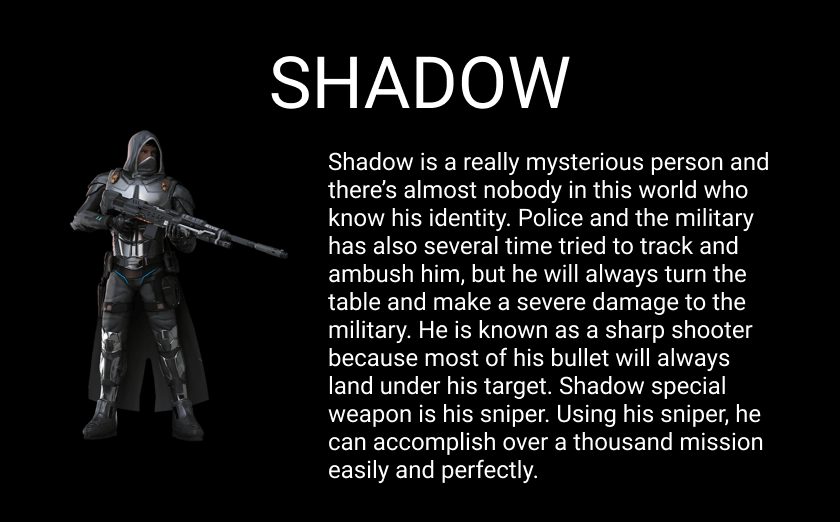 SHADOW
Shadow is a really mysterious person and
there's almost nobody in this world who
know his identity. Police and the military
has also several time tried to track and
ambush him, but he will always turn the
table and make a severe damage to the
military. He is known as a sharp shooter
because most of his bullet will always
land under his target. Shadow special
weapon is his sniper. Using his sniper, he
can accomplish over a thousand mission
easily and perfectly.